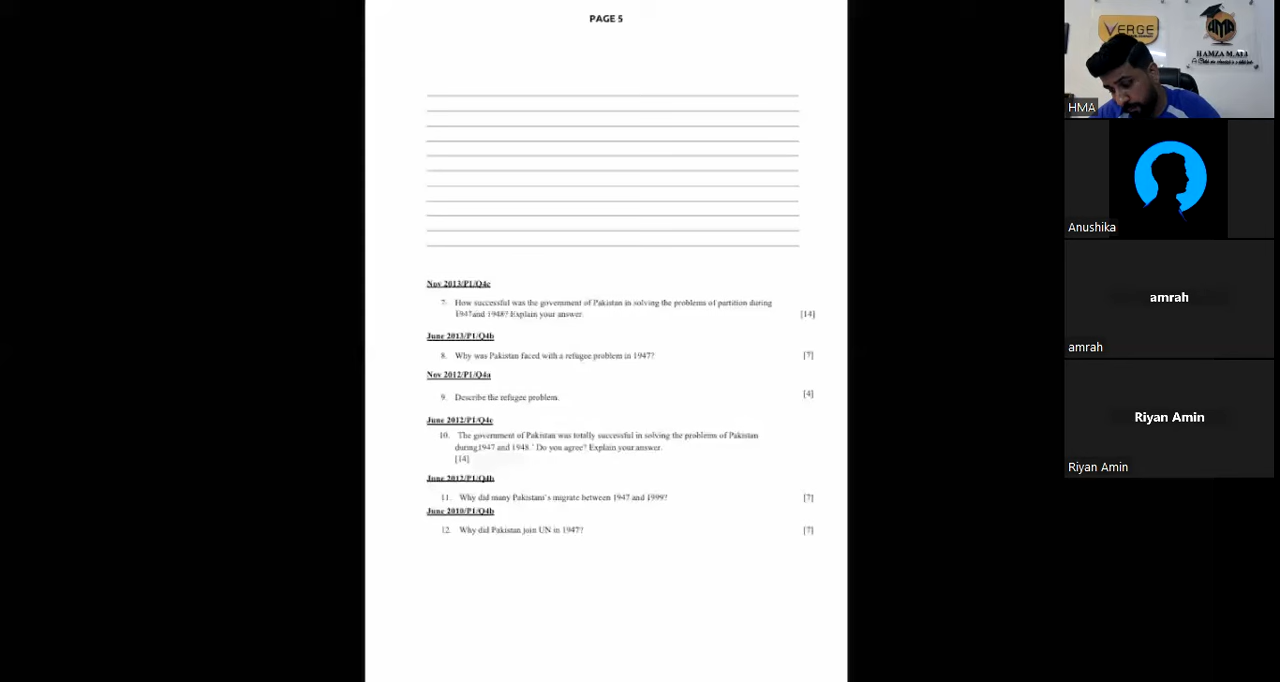 PAGE 5
Nov 2013/P1/Q4c
7. How successful was the government of Pakistan in solving the problems of partition during
1947and 1948? Explain your answer. [14]
June 2013/P1/Q4b
8. Why was Pakistan faced with a refugee problem in 1947? [7]
Nov 2012/P1/Q4a
9. Describe the refugee problem. [4]
June 2012/P1/Q4c
10. The government of Pakistan was totally successful in solving the problems of Pakistan
during1947 and 1948.' Do you agree? Explain your answer.
[14]
June 2012/P1/Q4b
11. Why did many Pakistani's migrate between 1947 and 1999? [7]
June 2010/P1/Q4b
12. Why did Pakistan join UN in 1947? [7]
VERGE
AMA
HAMZA M.ALI
HMA
Anushika
amrah
amrah
Riyan Amin
Riyan Amin